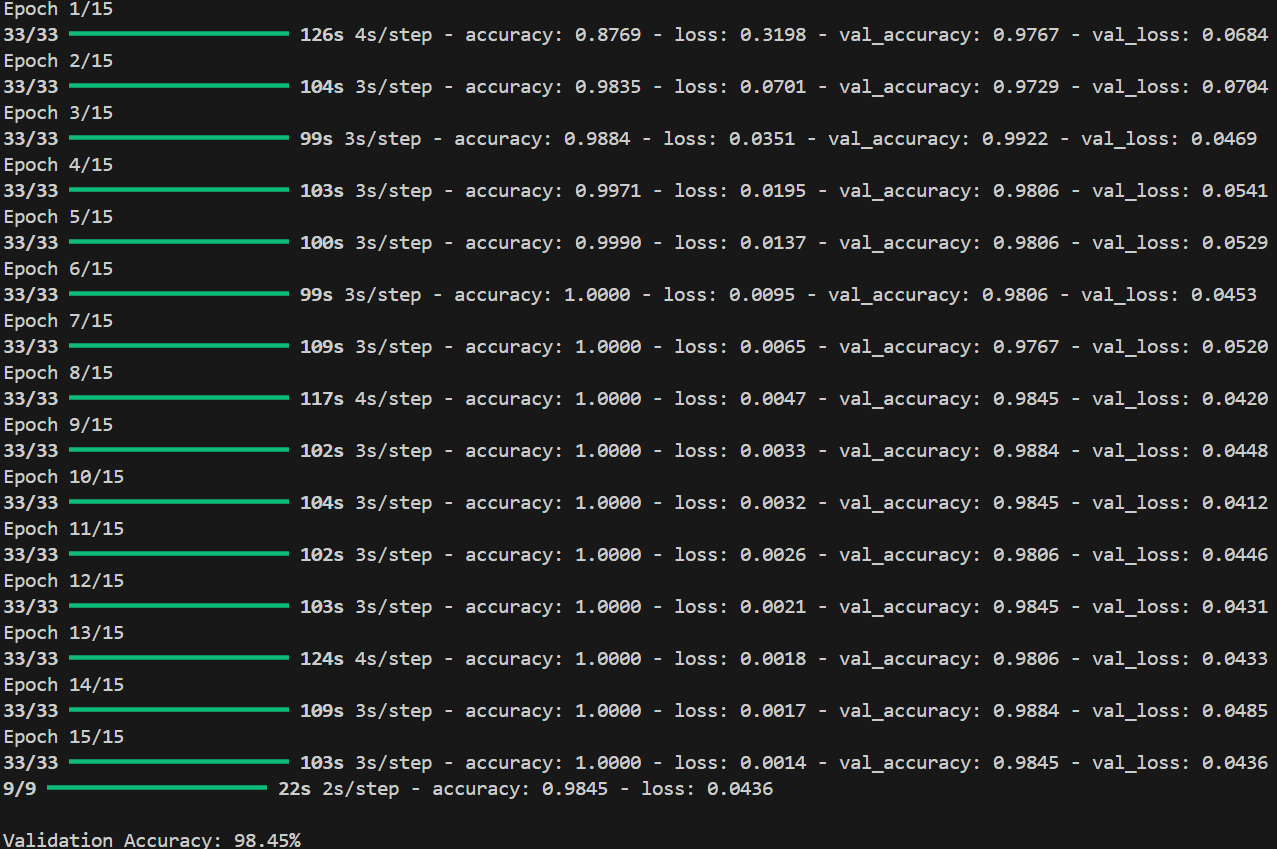 Epoch 1/15
33/33 126s 4s/step - accuracy: 0.8769 - loss: 0.3198 - val_accuracy: 0.9767 - val_loss: 0.0684
Epoch 2/15
33/33 104s 3s/step - accuracy: 0.9835 - loss: 0.0701 - val_accuracy: 0.9729 - val_loss: 0.0704
Epoch 3/15
33/33 99s 3s/step - accuracy: 0.9884 - loss: 0.0351 - val_accuracy: 0.9922 - val_loss: 0.0469
Epoch 4/15
33/33 103s 3s/step - accuracy: 0.9971 - loss: 0.0195 - val_accuracy: 0.9806 - val_loss: 0.0541
Epoch 5/15
33/33 100s 3s/step - accuracy: 0.9990 - loss: 0.0137 - val_accuracy: 0.9806 - val_loss: 0.0529
Epoch 6/15
33/33 99s 3s/step - accuracy: 1.0000 - loss: 0.0095 - val_accuracy: 0.9806 - val_loss: 0.0453
Epoch 7/15
33/33 109s 3s/step - accuracy: 1.0000 - loss: 0.0065 - val_accuracy: 0.9767 - val_loss: 0.0520
Epoch 8/15
33/33 117s 4s/step - accuracy: 1.0000 - loss: 0.0047 - val_accuracy: 0.9845 - val_loss: 0.0420
Epoch 9/15
33/33 102s 3s/step - accuracy: 1.0000 - loss: 0.0033 - val_accuracy: 0.9884 - val_loss: 0.0448
Epoch 10/15
33/33 104s 3s/step - accuracy: 1.0000 - loss: 0.0032 - val_accuracy: 0.9845 - val_loss: 0.0412
Epoch 11/15
33/33 102s 3s/step - accuracy: 1.0000 - loss: 0.0026 - val_accuracy: 0.9806 - val_loss: 0.0446
Epoch 12/15
33/33 103s 3s/step - accuracy: 1.0000 - loss: 0.0021 - val_accuracy: 0.9845 - val_loss: 0.0431
Epoch 13/15
33/33 124s 4s/step - accuracy: 1.0000 - loss: 0.0018 - val_accuracy: 0.9806 - val_loss: 0.0433
Epoch 14/15
33/33 109s 3s/step - accuracy: 1.0000 - loss: 0.0017 - val_accuracy: 0.9884 - val_loss: 0.0485
Epoch 15/15
33/33 103s 3s/step - accuracy: 1.0000 - loss: 0.0014 - val_accuracy: 0.9845 - val_loss: 0.0436
9/9 22s 2s/step - accuracy: 0.9845 - loss: 0.0436
Validation Accuracy: 98.45%